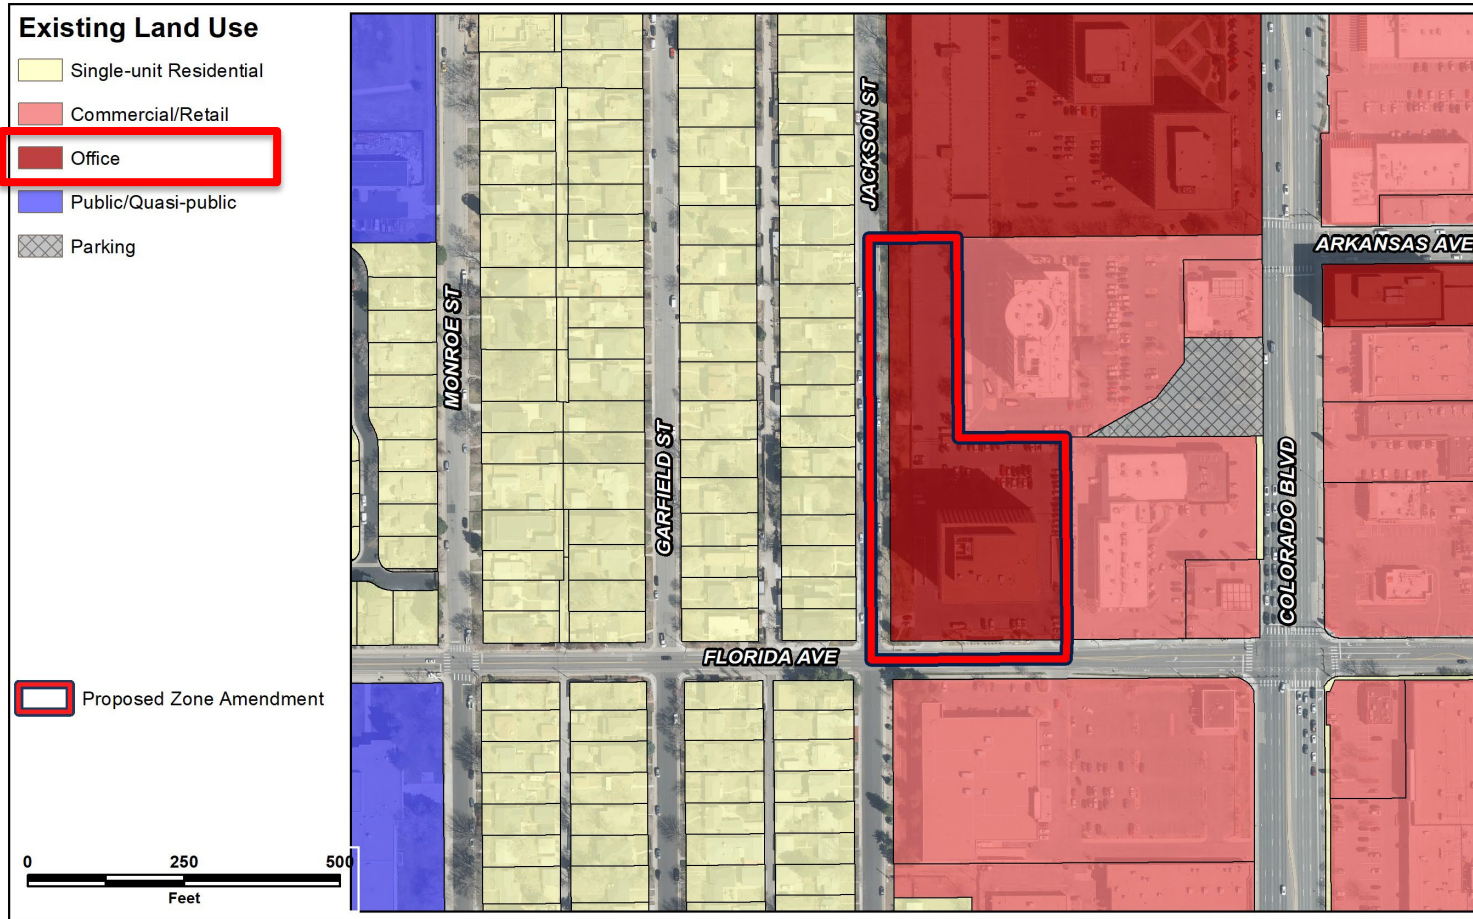 Existing Land Use
Single-unit Residential
Commercial/Retail
Office
Public/Quasi-public
Parking
JACKSON ST
ARKANSAS AVE
MONROE ST
GARFIELD ST
COLORADO BLVD
FLORIDA AVE
Proposed Zone Amendment
0 250 500
Feet